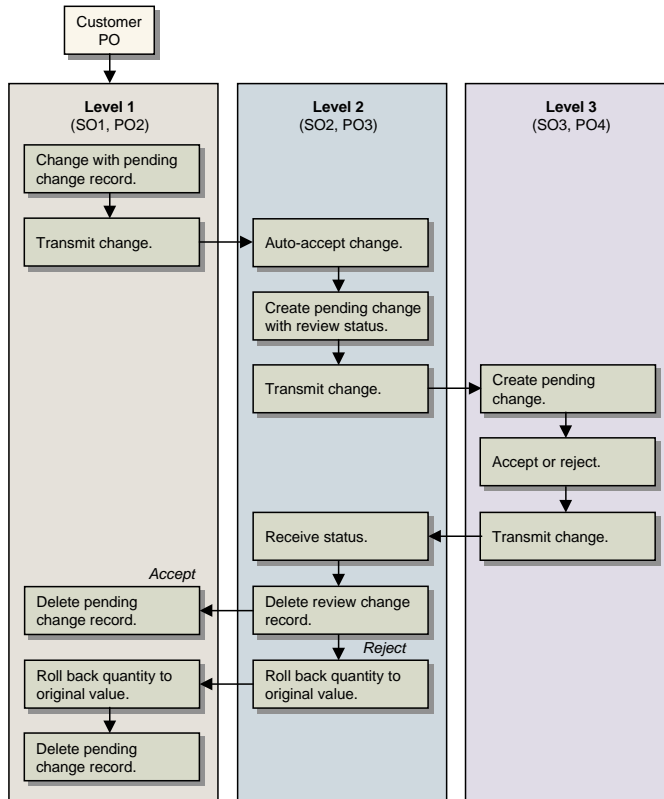 Customer
PO
Level 1
(SO1, PO2)
Level 2
(SO2, PO3)
Level 3
(SO3, PO4)
Change with pending
change record.
Transmit change.
Auto-accept change.
Create pending change
with review status.
Transmit change.
Create pending
change.
Accept or reject.
Transmit change.
Receive status.
Accept
Delete pending
change record.
Delete review change
record.
Reject
Roll back quantity to
original value.
Roll back quantity to
original value.
Delete pending
change record.